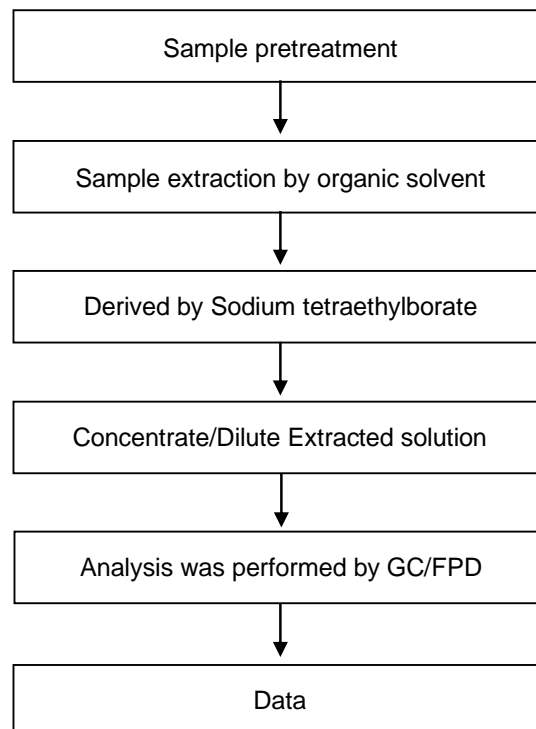 Sample pretreatment
Sample extraction by organic solvent
Derived by Sodium tetraethylborate
Concentrate/Dilute Extracted solution
Analysis was performed by GC/FPD
Data